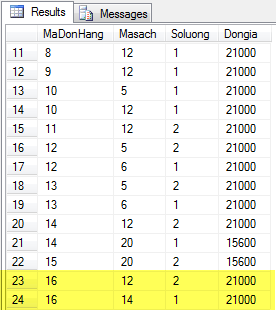 Results Messages
MaDonHang Masach Soluong Dongia
11 8 12 1 21000
12 9 12 1 21000
13 10 5 1 21000
14 10 12 1 21000
15 11 12 2 21000
16 12 5 2 21000
17 12 6 1 21000
18 13 5 2 21000
19 13 6 1 21000
20 14 12 2 21000
21 14 20 1 15600
22 15 20 2 15600
23 16 12 2 21000
24 16 14 1 21000